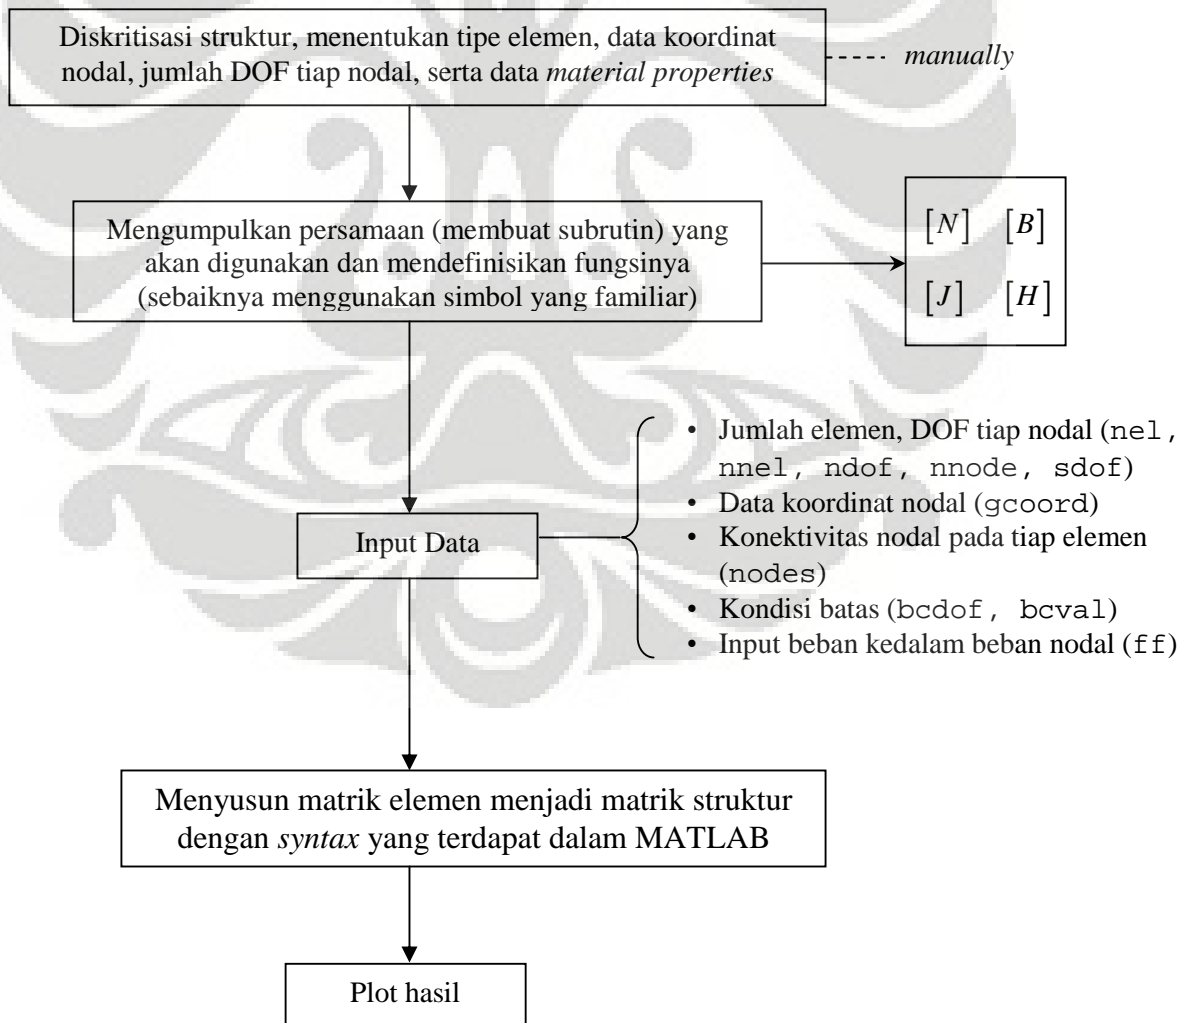 Diskritisasi struktur, menentukan tipe elemen, data koordinat
nodal, jumlah DOF tiap nodal, serta data material properties
manually
Mengumpulkan persamaan (membuat subrutin) yang
akan digunakan dan mendefinisikan fungsinya
(sebaiknya menggunakan simbol yang familiar)
[N] [B]
[J] [H]
Input Data
• Jumlah elemen, DOF tiap nodal (nel,
nnel, ndof, nnode, sdof)
• Data koordinat nodal (gcoord)
• Konektivitas nodal pada tiap elemen
(nodes)
• Kondisi batas (bcdof, bcval)
• Input beban kedalam beban nodal (ff)
Menyusun matrik elemen menjadi matrik struktur
dengan syntax yang terdapat dalam MATLAB
Plot hasil